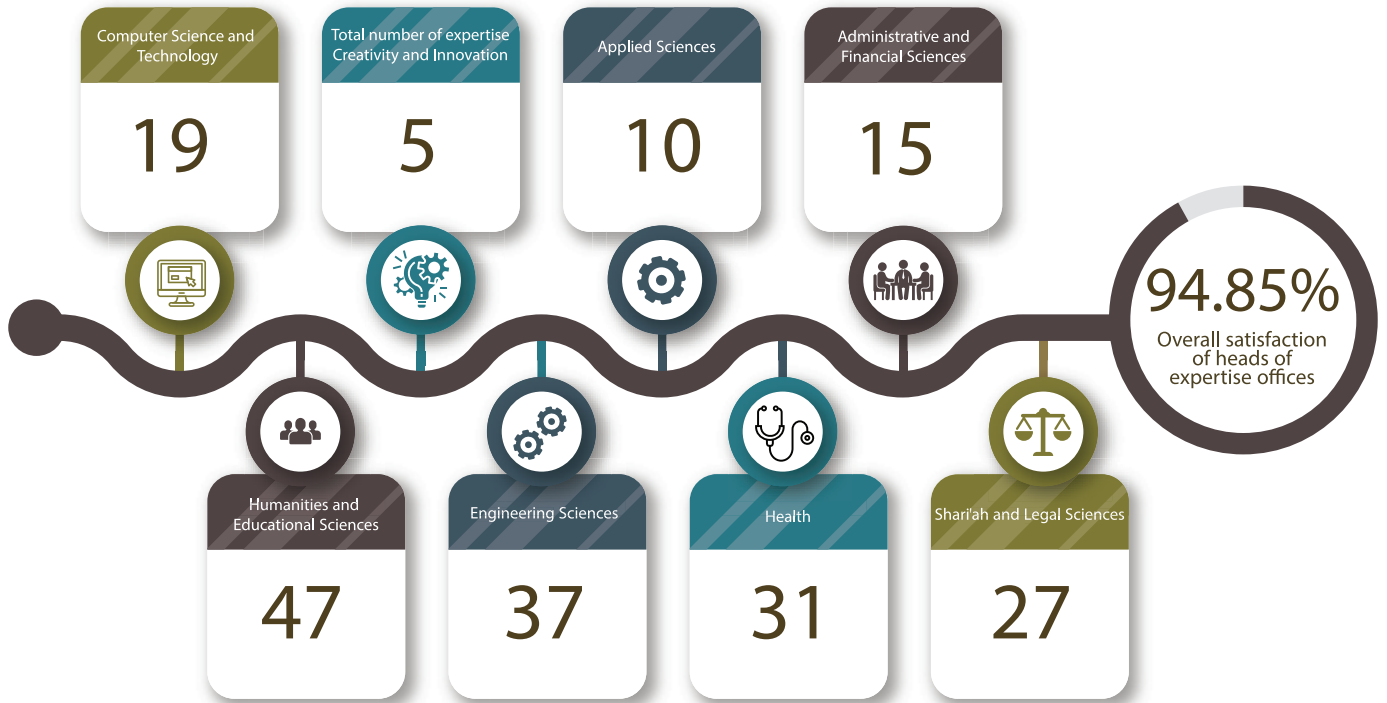 Computer Science and
Technology
19
Total number of expertise
Creativity and Innovation
5
Applied Sciences
10
Administrative and
Financial Sciences
15
94.85%
Overall satisfaction
of heads of
expertise offices
Humanities and
Educational Sciences
47
Engineering Sciences
37
Health
31
Shari'ah and Legal Sciences
27